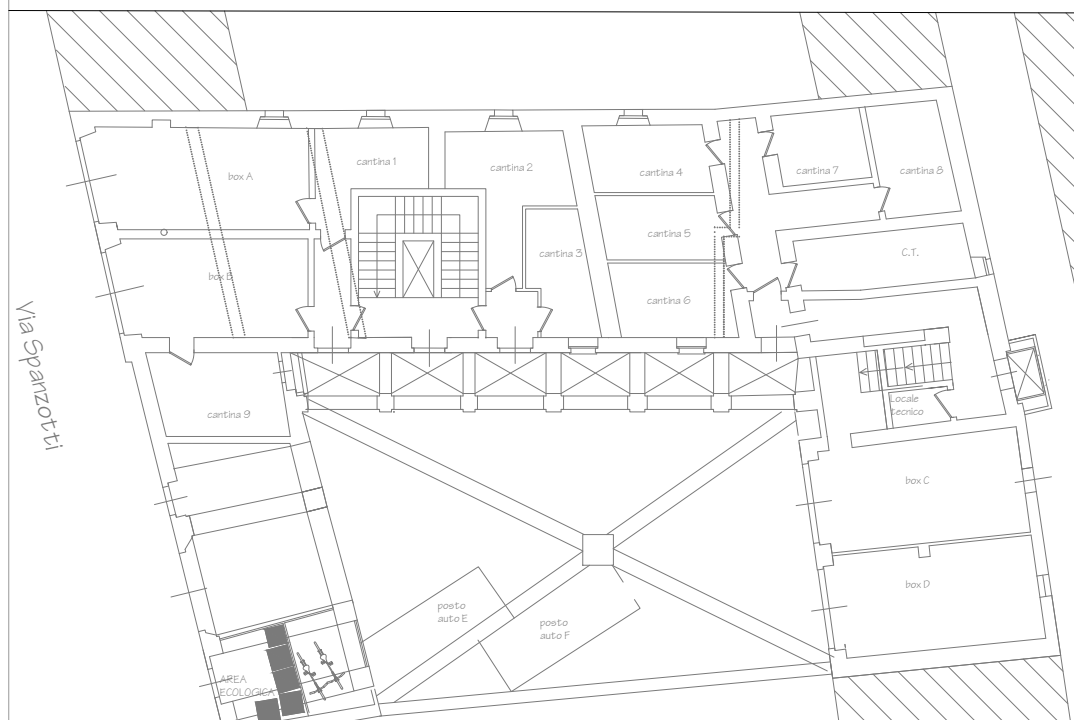 cantina 1
cantina 2
box A
cantina 4
cantina 7
cantina 8
cantina 5
cantina 3
C.T.
box B
cantina 6
Via Spanzotti
Locale
tecnico
cantina 9
box C
box D
posto
auto E
posto
auto F
AREA
ECOLOGICA